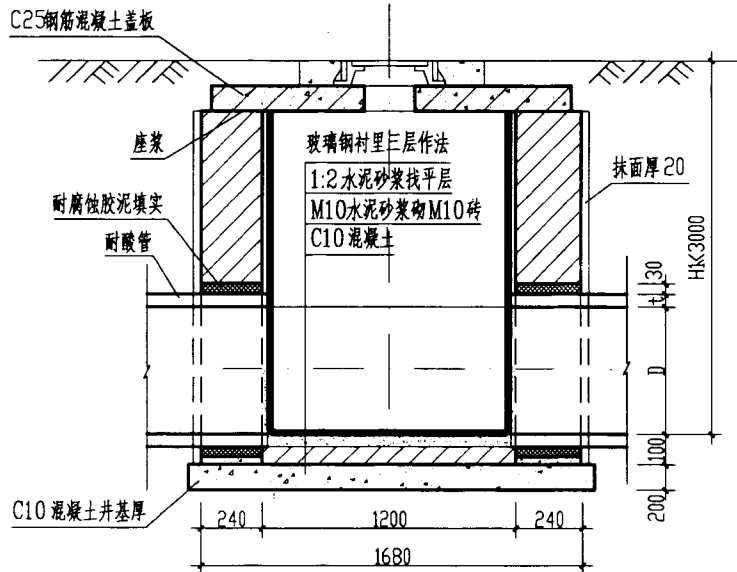 C25钢筋混凝土盖板
座浆
玻璃钢衬里三层作法
1:2水泥砂浆找平层
M10水泥砂浆砌M10砖
C10混凝土
抹面厚20
耐腐蚀胶泥填实
耐酸管
H1<3000
30
t
D
100
200
C10混凝土井基厚
240
1200
240
1680